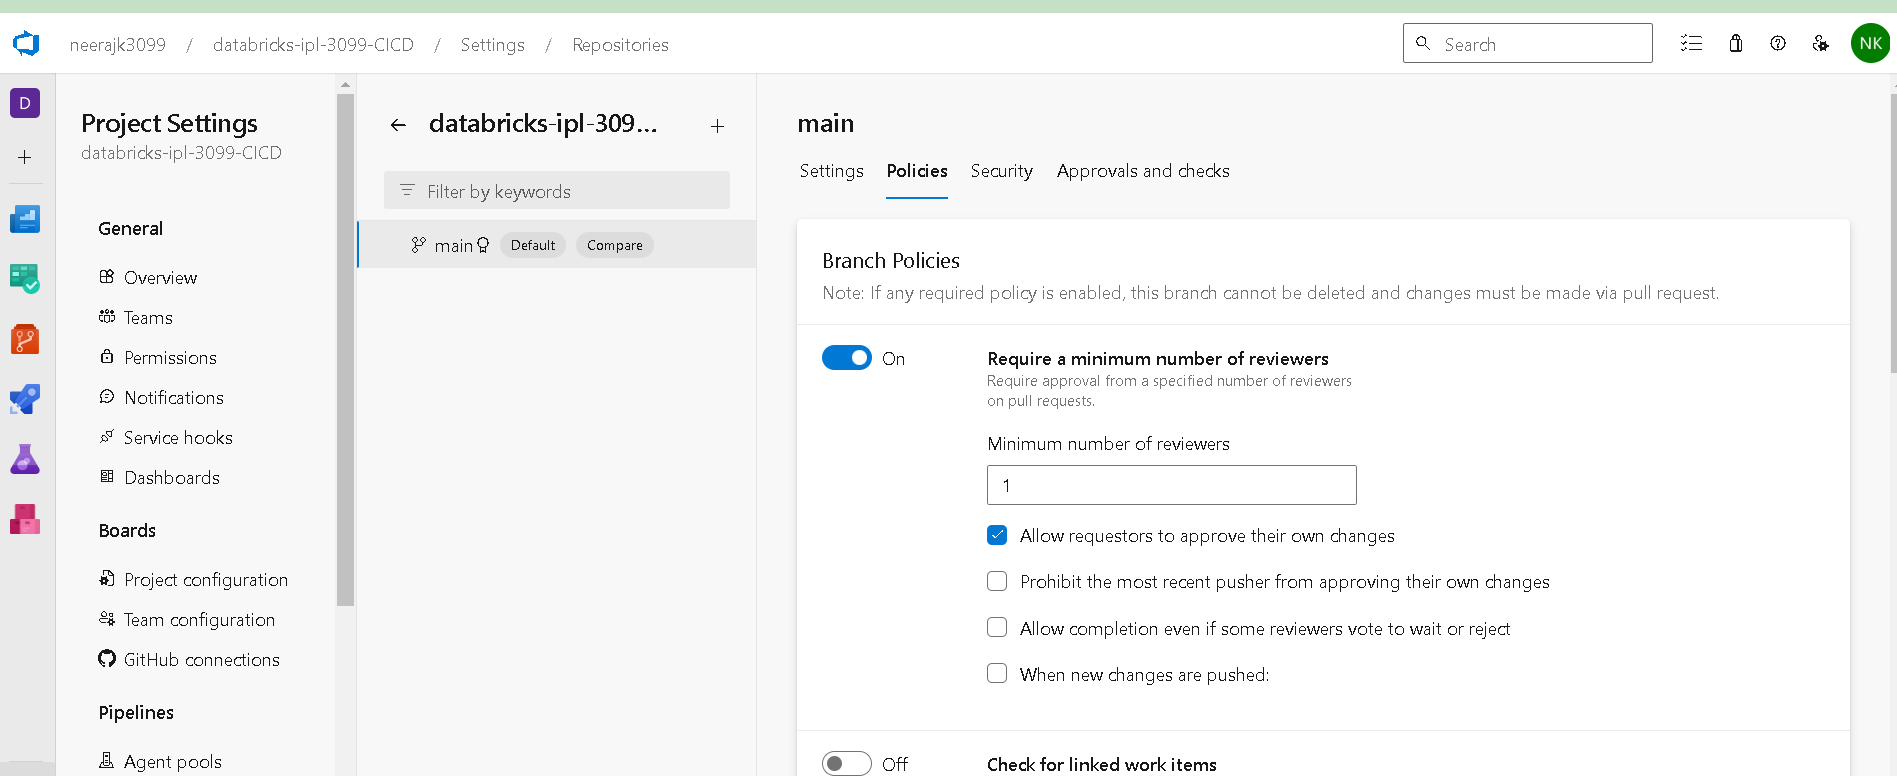 neerajk3099 / databricks-ipl-3099-CICD / Settings / Repositories
Search
NK
D
Project Settings
databricks-ipl-3099-CICD
General
Overview
Teams
Permissions
Notifications
Service hooks
Dashboards
Boards
Project configuration
Team configuration
GitHub connections
Pipelines
Agent pools
databricks-ipl-309...
Filter by keywords
main Default Compare
main
Settings Policies Security Approvals and checks
Branch Policies
Note: If any required policy is enabled, this branch cannot be deleted and changes must be made via pull request.
On
Require a minimum number of reviewers
Require approval from a specified number of reviewers
on pull requests.
Minimum number of reviewers
1
Allow requestors to approve their own changes
Prohibit the most recent pusher from approving their own changes
Allow completion even if some reviewers vote to wait or reject
When new changes are pushed:
Off
Check for linked work items